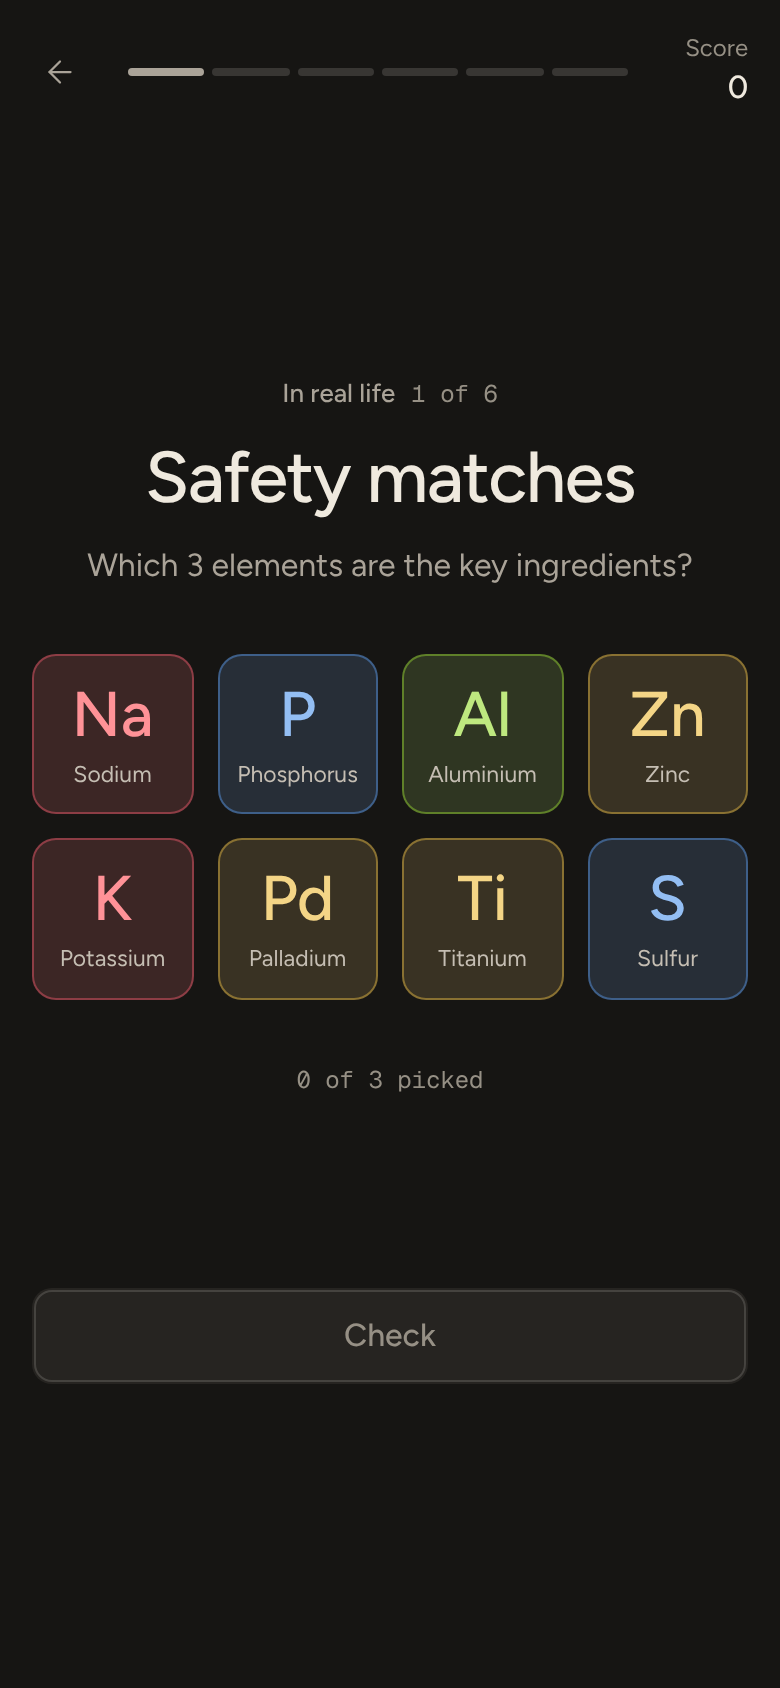 Score
0
In real life 1 of 6
Safety matches
Which 3 elements are the key ingredients?
Na
Sodium
P
Phosphorus
Al
Aluminium
Zn
Zinc
K
Potassium
Pd
Palladium
Ti
Titanium
S
Sulfur
0 of 3 picked
Check